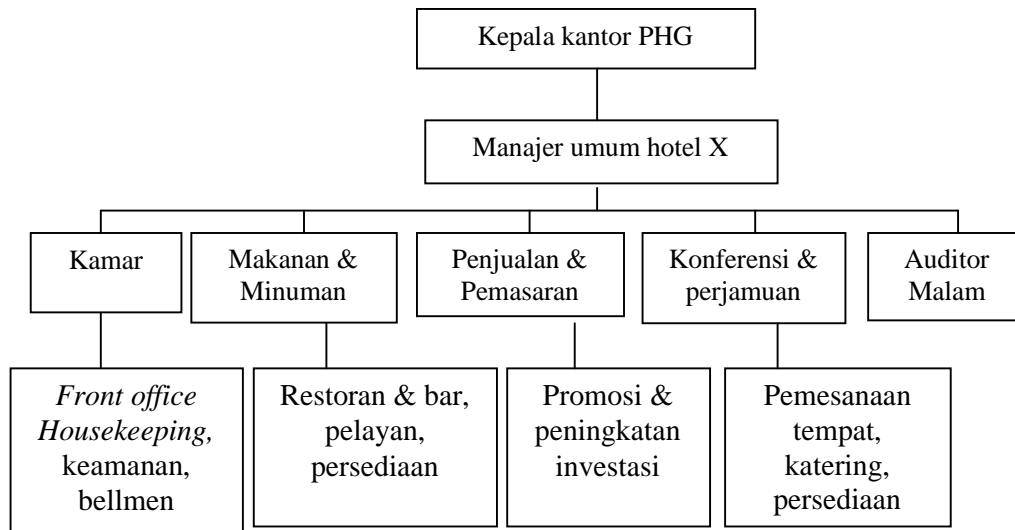 Kepala kantor PHG
Manajer umum hotel X
Kamar
Makanan &
Minuman
Penjualan &
Pemasaran
Konferensi &
perjamuan
Auditor
Malam
Front office
Housekeeping,
keamanan,
bellmen
Restoran & bar,
pelayan,
persediaan
Promosi &
peningkatan
investasi
Pemesanaan
tempat,
katering,
persediaan